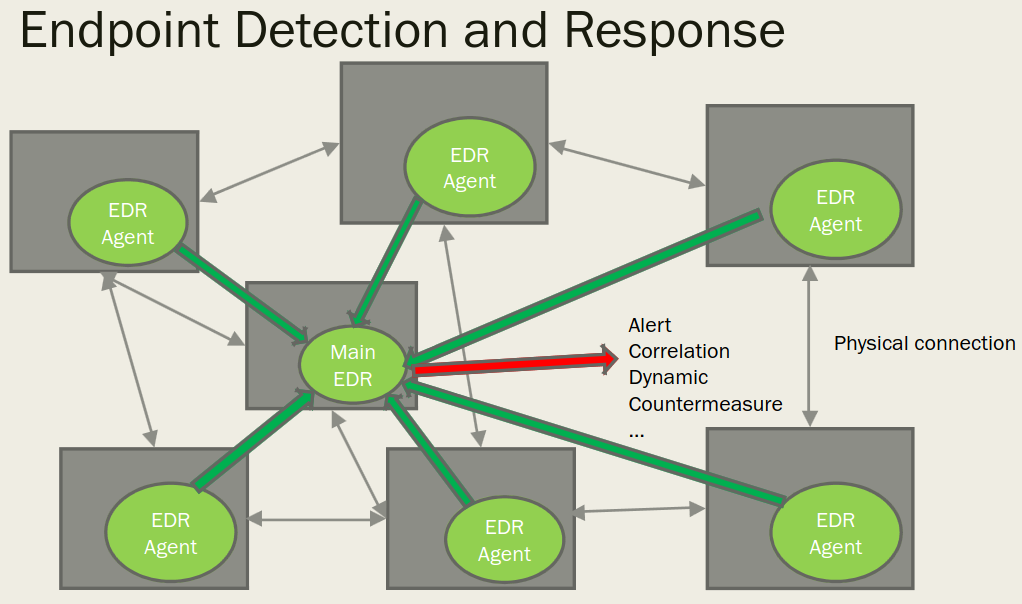 Endpoint Detection and Response
EDR
Agent
EDR
Agent
EDR
Agent
Main
EDR
Alert
Correlation
Dynamic
Countermeasure
...
Physical connection
EDR
Agent
EDR
Agent
EDR
Agent